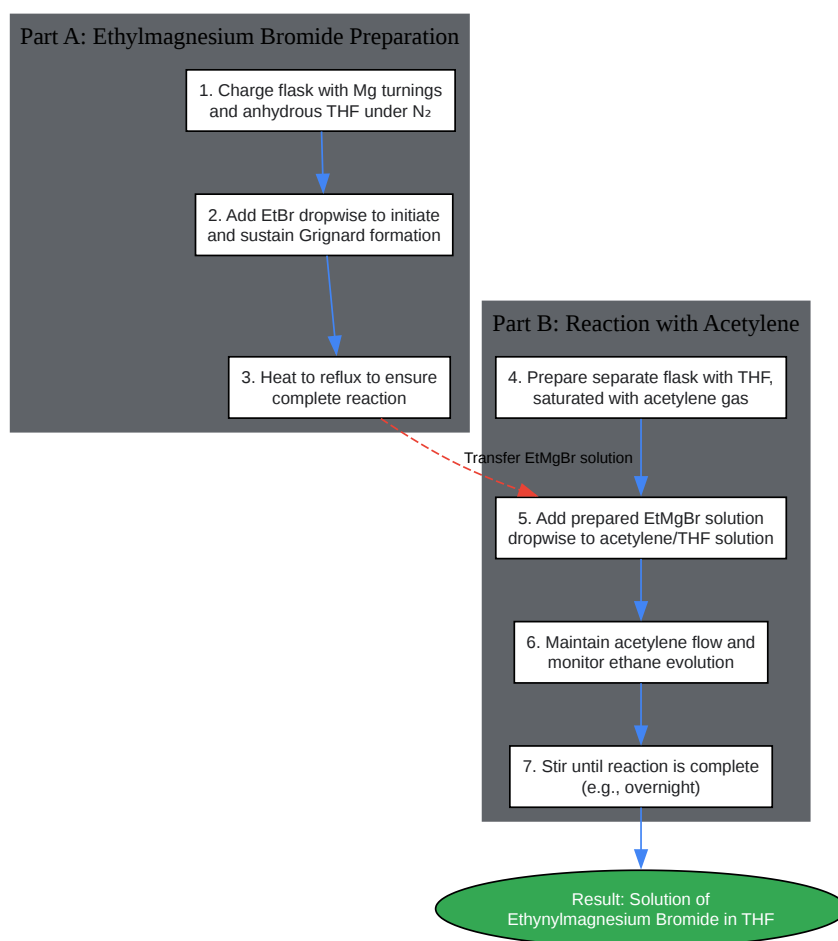 Part A: Ethylmagnesium Bromide Preparation
1. Charge flask with Mg turnings
and anhydrous THF under N₂
2. Add EtBr dropwise to initiate
and sustain Grignard formation
3. Heat to reflux to ensure
complete reaction
Part B: Reaction with Acetylene
4. Prepare separate flask with THF,
saturated with acetylene gas
Transfer EtMgBr solution
5. Add prepared EtMgBr solution
dropwise to acetylene/THF solution
6. Maintain acetylene flow and
monitor ethane evolution
7. Stir until reaction is complete
(e.g., overnight)
Result: Solution of
Ethynylmagnesium Bromide in THF